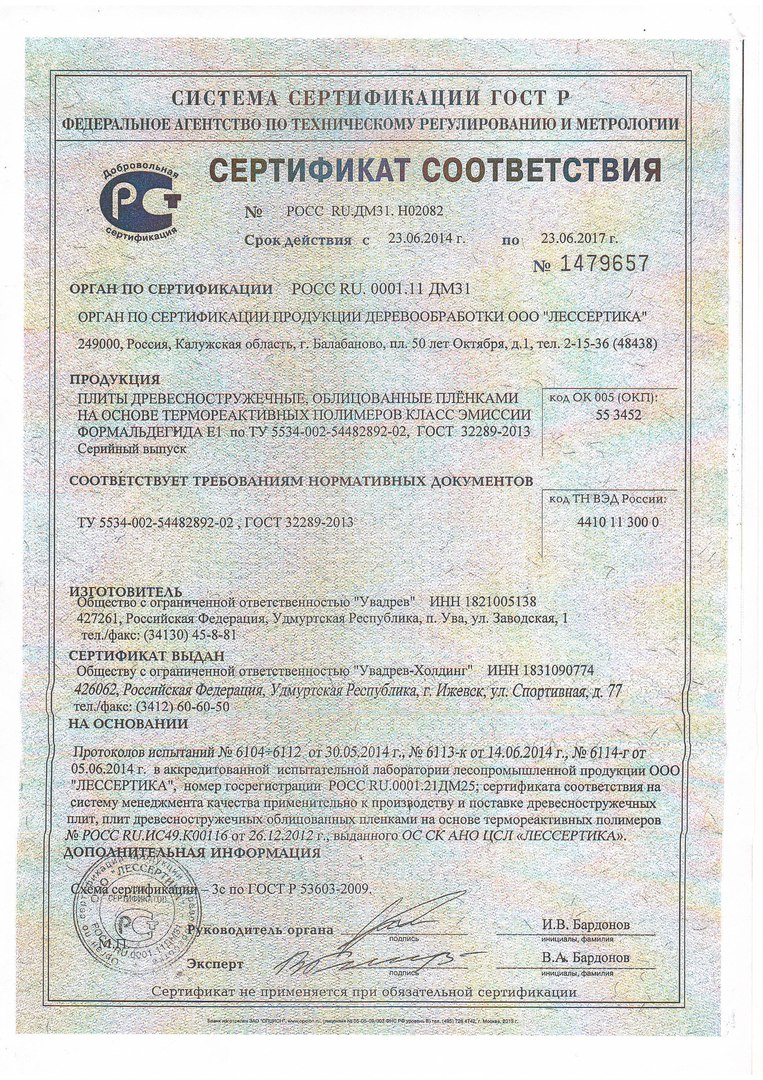 СИСТЕМА СЕРТИФИКАЦИИ ГОСТ Р
ФЕДЕРАЛЬНОЕ АГЕНТСТВО ПО ТЕХНИЧЕСКОМУ РЕГУЛИРОВАНИЮ И МЕТРОЛОГИИ
Добровольная
РСТ
сертификация
СЕРТИФИКАТ СООТВЕТСТВИЯ
№ РОСС RU.ДМ31. Н02082
Срок действия с 23.06.2014 г. по 23.06.2017 г.
№ 1479657
ОРГАН ПО СЕРТИФИКАЦИИ РОСС RU. 0001.11 ДМ31
ОРГАН ПО СЕРТИФИКАЦИИ ПРОДУКЦИИ ДЕРЕВООБРАБОТКИ ООО "ЛЕССЕРТИКА"
249000, Россия, Калужская область, г. Балабаново, пл. 50 лет Октября, д.1, тел. 2-15-36 (48438)
ПРОДУКЦИЯ
ПЛИТЫ ДРЕВЕСНОСТРУЖЕЧНЫЕ, ОБЛИЦОВАННЫЕ ПЛЁНКАМИ
НА ОСНОВЕ ТЕРМОРЕАКТИВНЫХ ПОЛИМЕРОВ КЛАСС ЭМИССИИ
ФОРМАЛЬДЕГИДА Е1 по ТУ 5534-002-54482892-02, ГОСТ 32289-2013
Серийный выпуск
код ОК 005 (ОКП):
55 3452
СООТВЕТСТВУЕТ ТРЕБОВАНИЯМ НОРМАТИВНЫХ ДОКУМЕНТОВ
код ТН ВЭД России:
4410 11 300 0
ТУ 5534-002-54482892-02 , ГОСТ 32289-2013
ИЗГОТОВИТЕЛЬ
Общество с ограниченной ответственностью "Увадрев" ИНН 1821005138
427261, Российская Федерация, Удмуртская Республика, п. Ува, ул. Заводская, 1
тел./факс: (34130) 45-8-81
СЕРТИФИКАТ ВЫДАН
Обществу с ограниченной ответственностью "Увадрев-Холдинг" ИНН 1831090774
426062, Российская Федерация, Удмуртская Республика, г. Ижевск, ул. Спортивная, д. 77
тел./факс: (3412) 60-60-50
НА ОСНОВАНИИ
Протоколов испытаний № 6104÷6112 от 30.05.2014 г., № 6113-к от 14.06.2014 г., № 6114-г от
05.06.2014 г. в аккредитованной испытательной лаборатории лесопромышленной продукции ООО
"ЛЕССЕРТИКА", номер госрегистрации РОСС RU.0001.21ДМ25; сертификата соответствия на
систему менеджмента качества применительно к производству и поставке древесностружечных
плит, плит древесностружечных облицованных пленками на основе термореактивных полимеров
№ РОСС RU.ИС49.К00116 от 26.12.2012 г., выданного ОС СК АНО ЦСЛ «ЛЕССЕРТИКА».
ДОПОЛНИТЕЛЬНАЯ ИНФОРМАЦИЯ
Схема сертификации – 3с по ГОСТ Р 53603-2009.
М.П.
Руководитель органа
подпись
И.В. Бардонов
инициалы, фамилия
Эксперт
подпись
В.А. Бардонов
инициалы, фамилия
Сертификат не применяется при обязательной сертификации